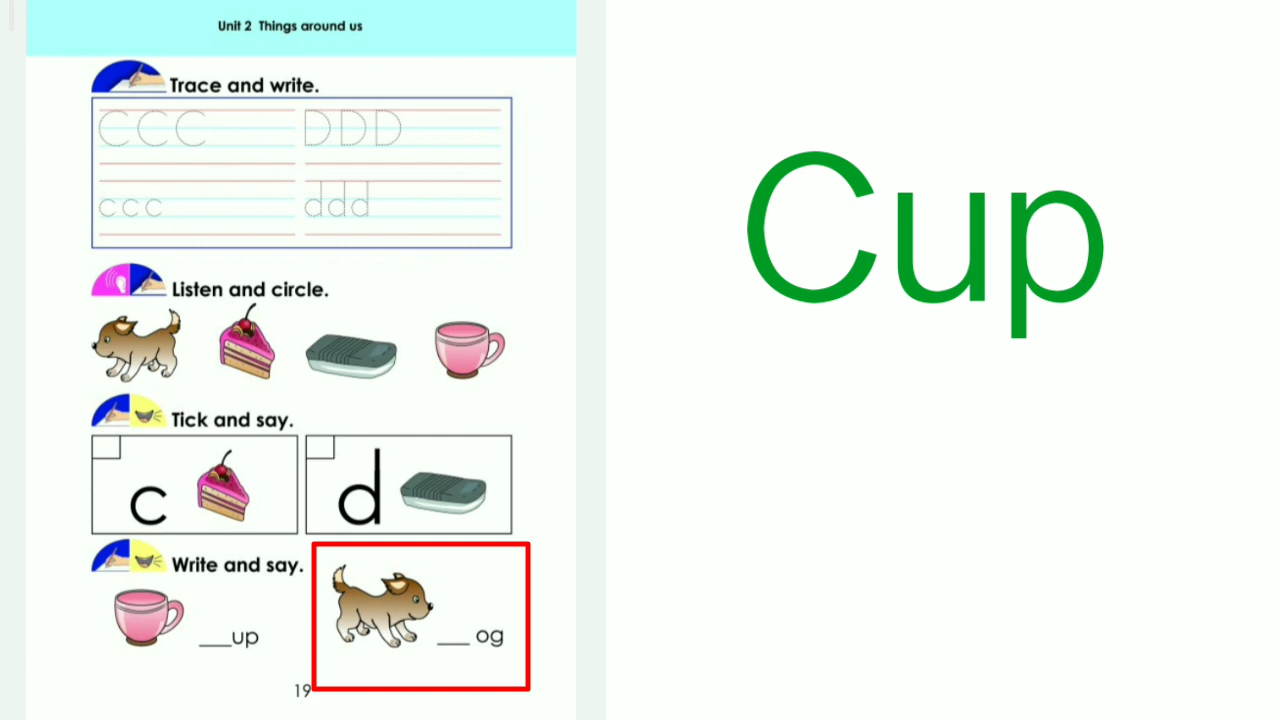 Unit 2 Things around us
Trace and write.
C C C D D D
c c c d d d
Listen and circle.
Tick and say.
c d
Write and say.
___up ___ og
19
Cup